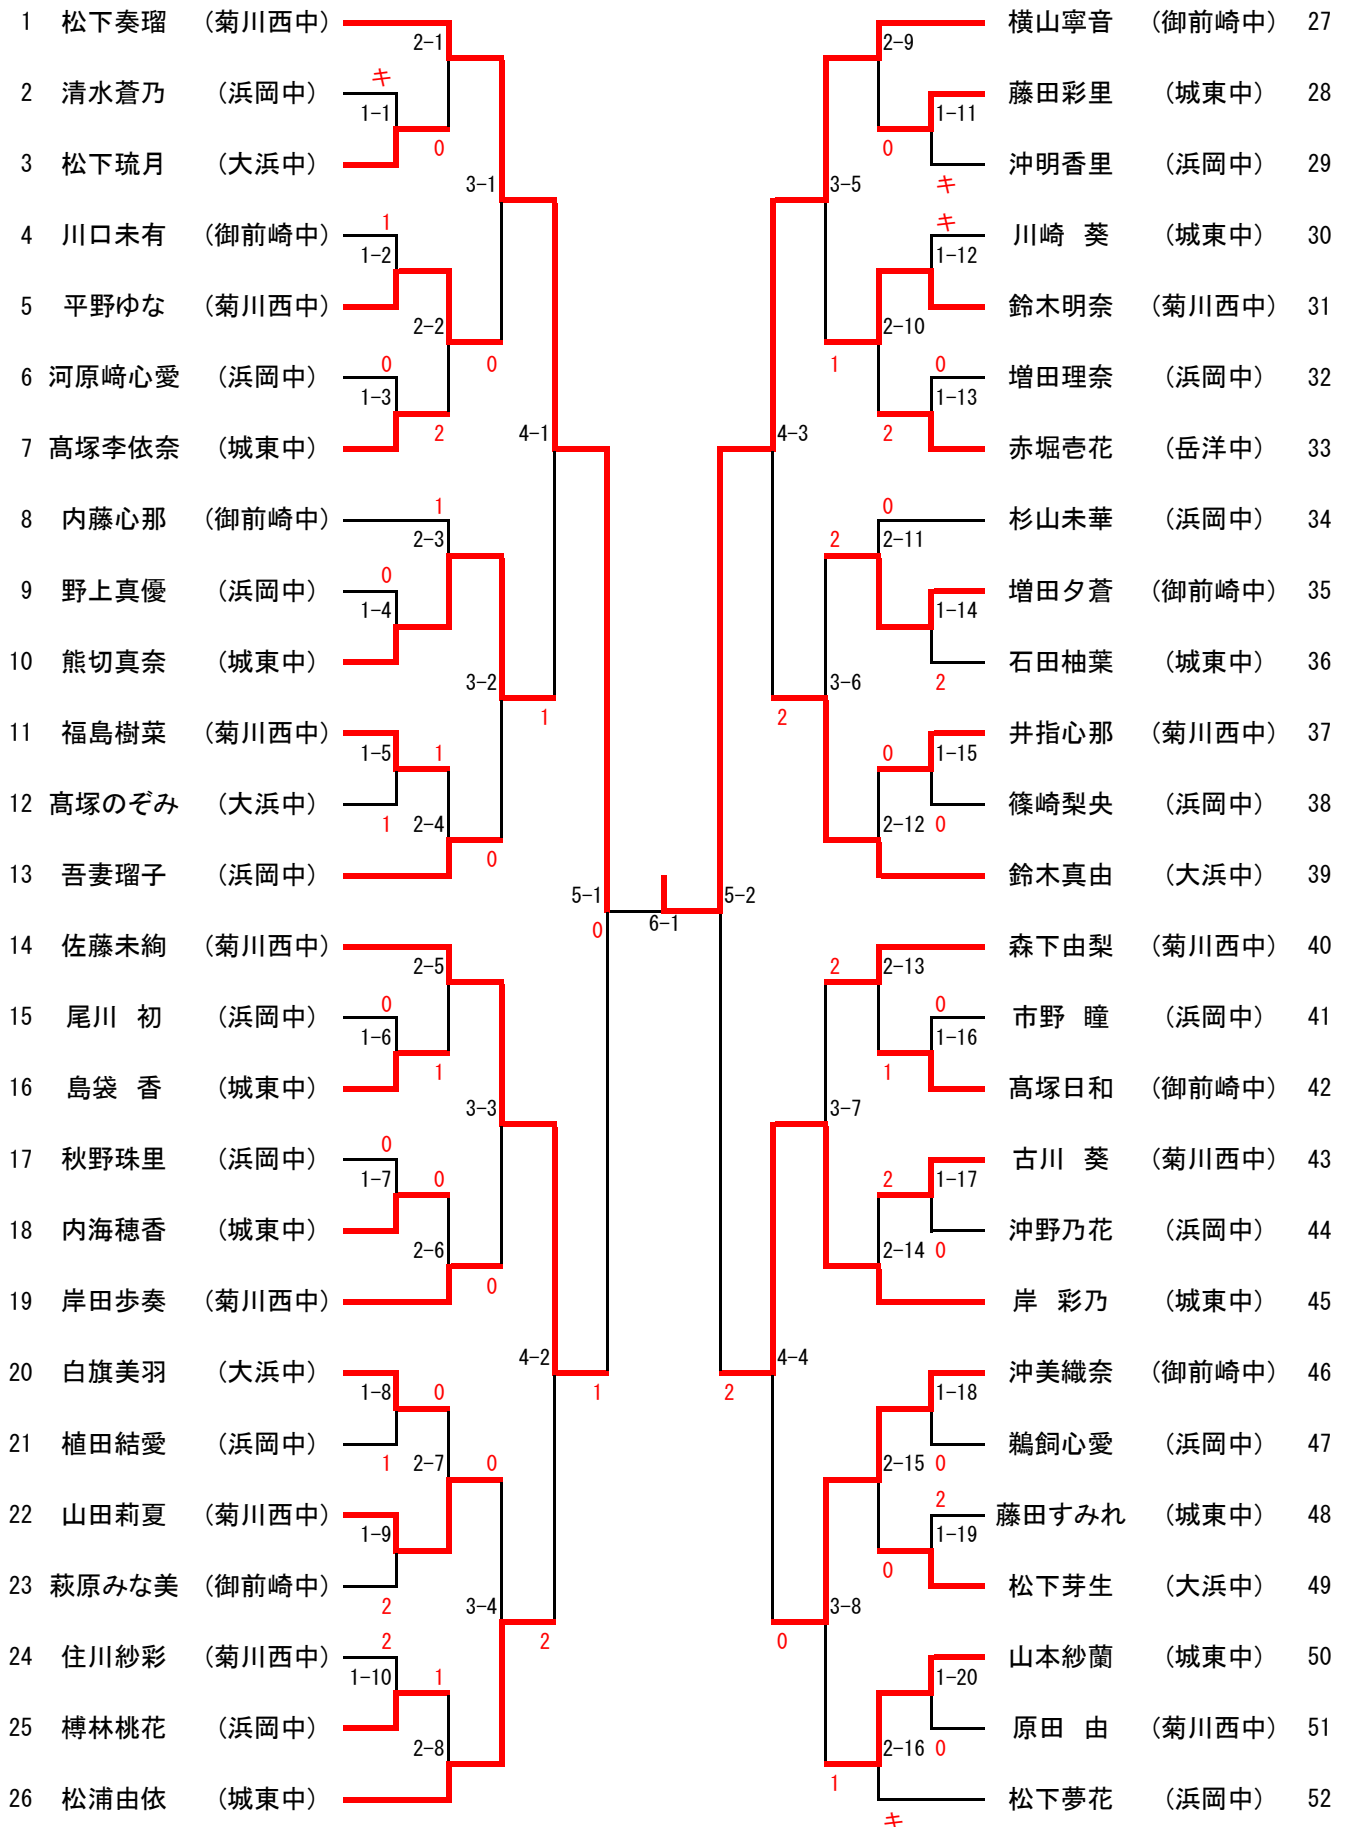 1 松下奏瑠 (菊川西中)
2-1
キ
2 清水蒼乃 (浜岡中)
1-1
0
3 松下琉月 (大浜中)
3-1
1
4 川口未有 (御前崎中)
1-2
5 平野ゆな (菊川西中)
2-2
0
0
6 河原﨑心愛 (浜岡中)
1-3
2
4-1
7 髙塚李依奈 (城東中)
1
8 内藤心那 (御前崎中)
2-3
0
9 野上真優 (浜岡中)
1-4
10 熊切真奈 (城東中)
3-2
1
11 福島樹菜 (菊川西中)
1-5
1
12 髙塚のぞみ (大浜中)
1
2-4
0
13 吾妻瑠子 (浜岡中)
5-1
0
6-1
14 佐藤未絢 (菊川西中)
2-5
0
15 尾川 初 (浜岡中)
1-6
1
16 島袋 香 (城東中)
3-3
0
17 秋野珠里 (浜岡中)
1-7
0
18 内海穂香 (城東中)
2-6
0
19 岸田歩奏 (菊川西中)
4-2
1
20 白旗美羽 (大浜中)
1-8
0
21 植田結愛 (浜岡中)
1
2-7
0
22 山田莉夏 (菊川西中)
1-9
23 萩原みな美 (御前崎中)
2
3-4
2
2
24 住川紗彩 (菊川西中)
1-10
1
25 榑林桃花 (浜岡中)
2-8
26 松浦由依 (城東中)
横山寧音 (御前崎中) 27
2-9
藤田彩里 (城東中) 28
1-11
0
沖明香里 (浜岡中) 29
キ
3-5
キ
川崎 葵 (城東中) 30
1-12
鈴木明奈 (菊川西中) 31
2-10
1
0
増田理奈 (浜岡中) 32
1-13
2
4-3
赤堀壱花 (岳洋中) 33
0
杉山未華 (浜岡中) 34
2
2-11
増田夕蒼 (御前崎中) 35
1-14
石田柚葉 (城東中) 36
2
3-6
2
井指心那 (菊川西中) 37
0
1-15
篠崎梨央 (浜岡中) 38
2-12
0
鈴木真由 (大浜中) 39
5-2
森下由梨 (菊川西中) 40
2
2-13
0
市野 瞳 (浜岡中) 41
1-16
1
髙塚日和 (御前崎中) 42
3-7
古川 葵 (菊川西中) 43
2
1-17
沖野乃花 (浜岡中) 44
2-14
0
岸 彩乃 (城東中) 45
4-4
2
沖美織奈 (御前崎中) 46
1-18
鵜飼心愛 (浜岡中) 47
2-15
0
2
藤田すみれ (城東中) 48
1-19
0
松下芽生 (大浜中) 49
3-8
0
山本紗蘭 (城東中) 50
1-20
原田 由 (菊川西中) 51
2-16
0
1
松下夢花 (浜岡中) 52
キ